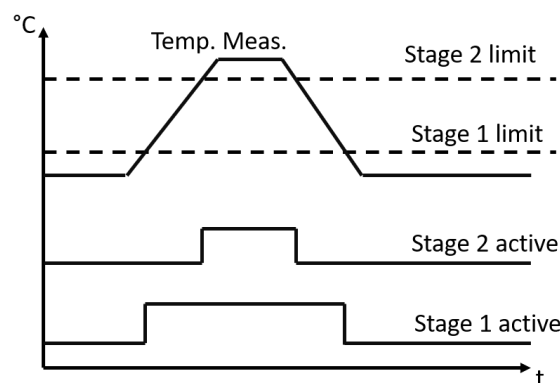 °C
Temp. Meas.
Stage 2 limit
Stage 1 limit
Stage 2 active
Stage 1 active
t